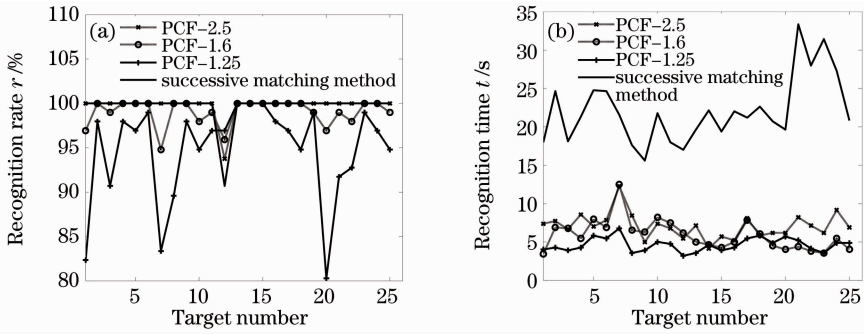 (a)
PCF-2.5
PCF-1.6
PCF-1.25
successive matching method
110
105
100
95
90
85
80
5
10
15
20
25
Recognition rate r /%
Target number
(b)
PCF-2.5
PCF-1.6
PCF-1.25
successive matching
method
35
30
25
20
15
10
5
0
5
10
15
20
25
Recognition time t /s
Target number